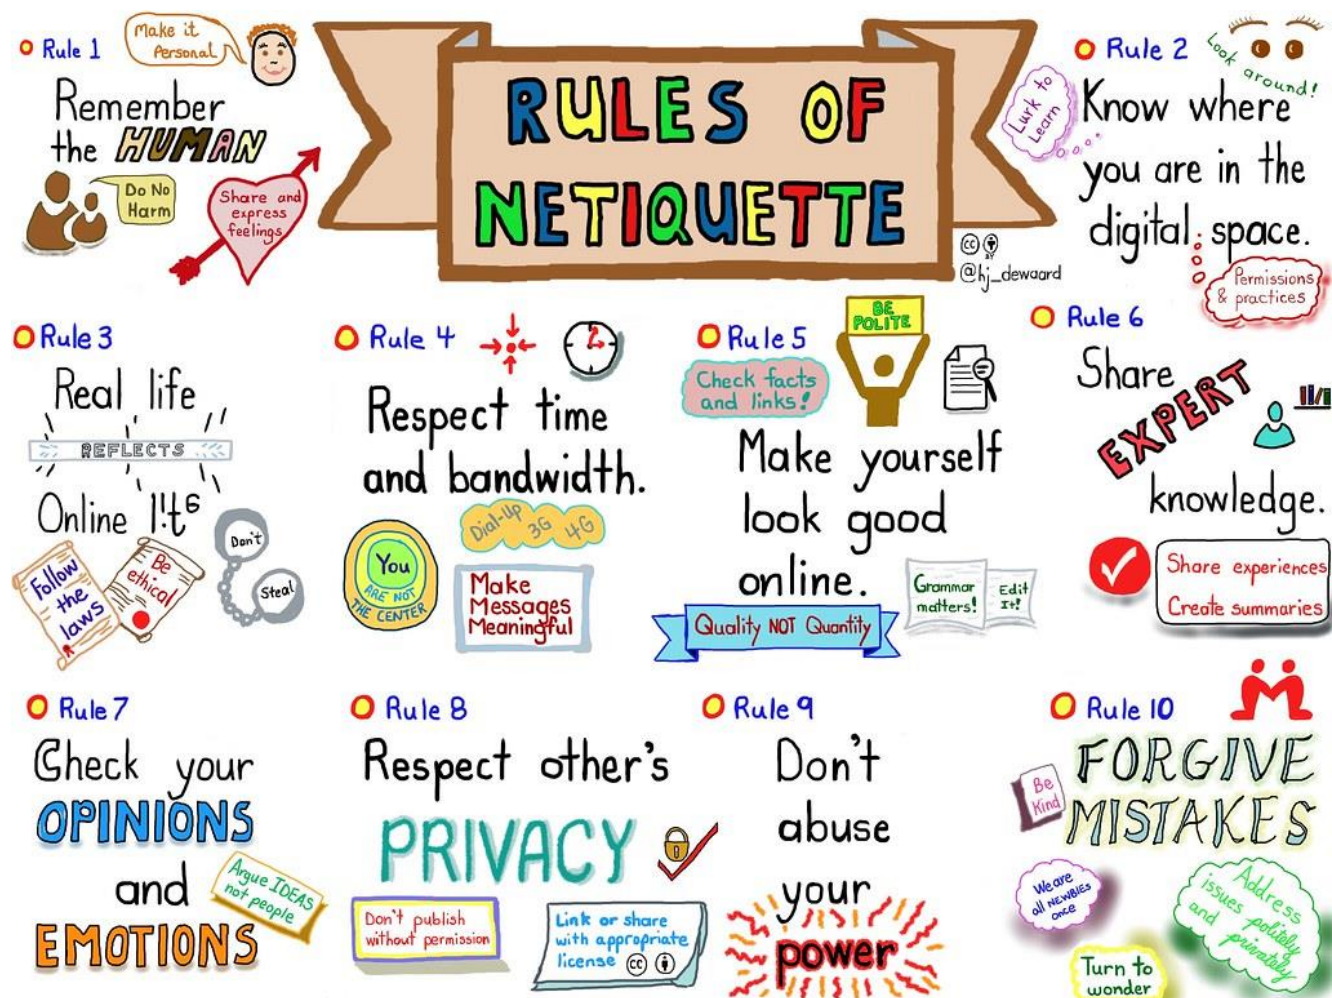 RULES OF
NETIQUETTE
@hj_dewaard
Rule 1
Make it
Personal
Remember
the HUMAN
Do No
Harm
Share and
express
feelings
Rule 2
Look around!
Lurk to
Learn
Know where
you are in the
digital space.
Permissions
& practices
Rule 3
Real life
REFLECTS
Online
Follow
the
laws
Be
ethical
Don't
Steal
Rule 4
Respect time
and bandwidth.
You
ARE NOT
THE CENTER
Dial-Up
3G
4G
Make
Messages
Meaningful
Rule 5
BE
POLITE
Check facts
and links!
Make yourself
look good
online.
Quality NOT Quantity
Grammar
matters!
Edit
It!
Rule 6
Share
EXPERT
knowledge.
Share experiences
Create summaries
Rule 7
Check your
OPINIONS
and
EMOTIONS
Argue IDEAS
not people
Rule 8
Respect other's
PRIVACY
Don't publish
without permission
Link or share
with appropriate
license cc
Rule 9
Don't
abuse
your
power
Rule 10
FORGIVE
MISTAKES
Be
Kind
We are
all NEWBIES
once
Address
issues politely
and privately
Turn to
wonder